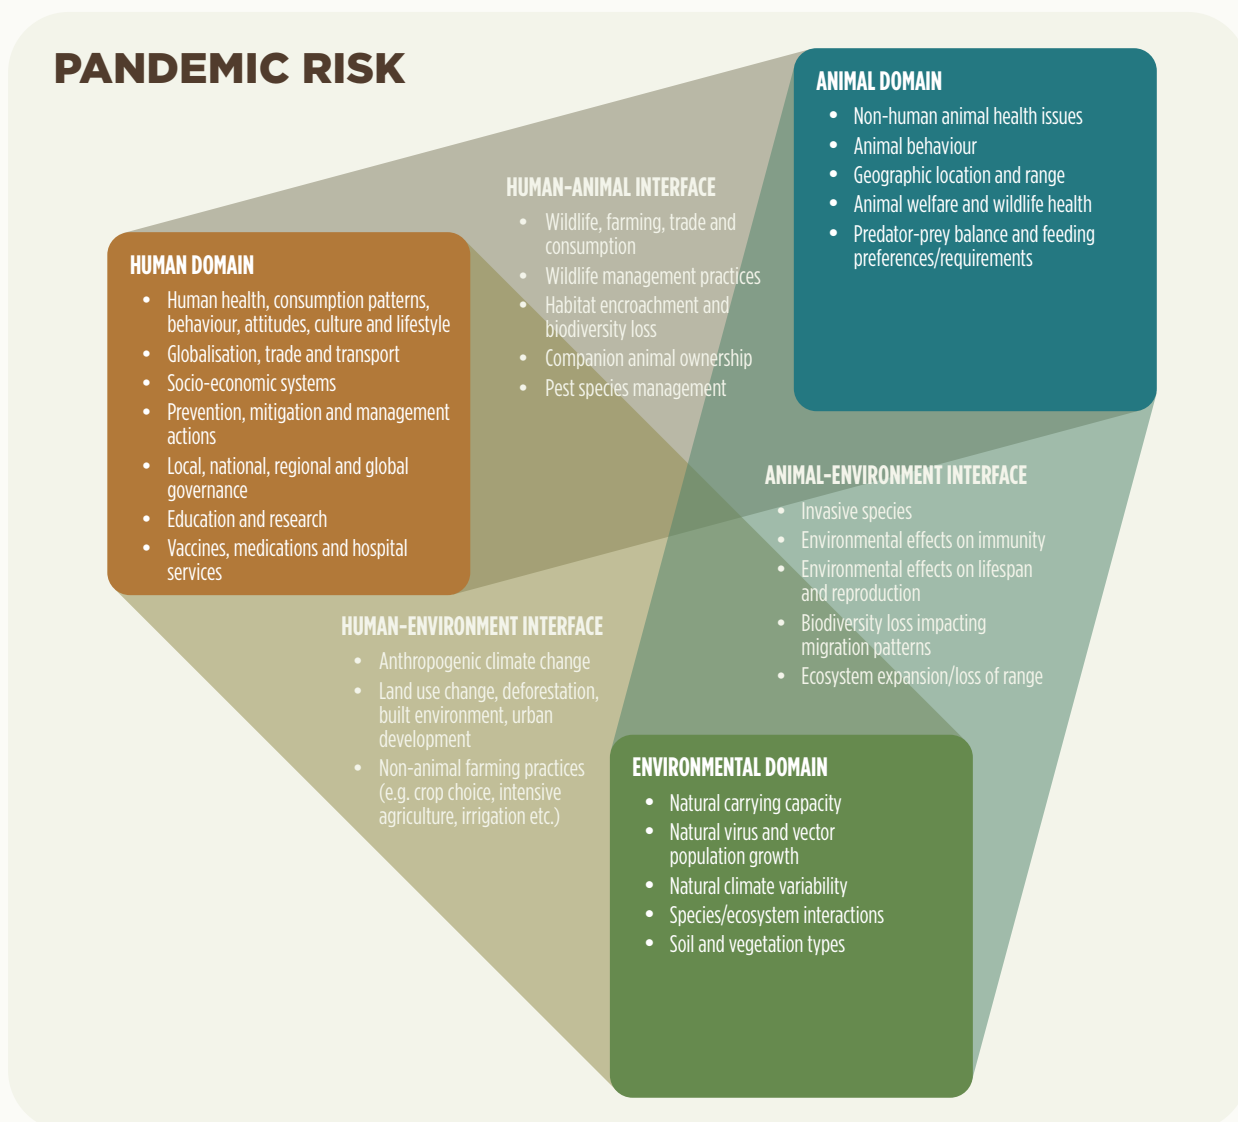 PANDEMIC RISK
ANIMAL DOMAIN
• Non-human animal health issues
• Animal behaviour
• Geographic location and range
• Animal welfare and wildlife health
• Predator-prey balance and feeding
preferences/requirements
HUMAN-ANIMAL INTERFACE
• Wildlife, farming, trade and
consumption
• Wildlife management practices
• Habitat encroachment and
biodiversity loss
• Companion animal ownership
• Pest species management
HUMAN DOMAIN
• Human health, consumption patterns,
behaviour, attitudes, culture and lifestyle
• Globalisation, trade and transport
• Socio-economic systems
• Prevention, mitigation and management
actions
• Local, national, regional and global
governance
• Education and research
• Vaccines, medications and hospital
services
ANIMAL-ENVIRONMENT INTERFACE
• Invasive species
• Environmental effects on immunity
• Environmental effects on lifespan
and reproduction
• Biodiversity loss impacting
migration patterns
• Ecosystem expansion/loss of range
HUMAN-ENVIRONMENT INTERFACE
• Anthropogenic climate change
• Land use change, deforestation,
built environment, urban
development
• Non-animal farming practices
(e.g. crop choice, intensive
agriculture, irrigation etc.)
ENVIRONMENTAL DOMAIN
• Natural carrying capacity
• Natural virus and vector
population growth
• Natural climate variability
• Species/ecosystem interactions
• Soil and vegetation types